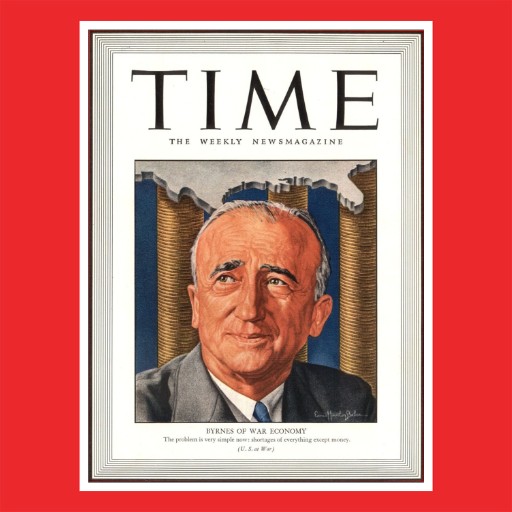 TIME
THE WEEKLY NEWSMAGAZINE
BYRNES OF WAR ECONOMY
The problem is very simple now: shortages of everything except money.
(U. S. at War)